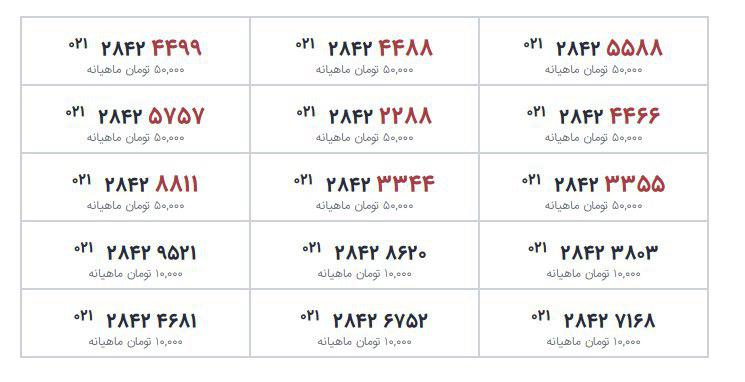 ۰۲۱ ۲۸۴۲ ۵۵۸۸
۵۰,۰۰۰ تومان ماهیانه
۰۲۱ ۲۸۴۲ ۴۴۸۸
۵۰,۰۰۰ تومان ماهیانه
۰۲۱ ۲۸۴۲ ۴۴۹۹
۵۰,۰۰۰ تومان ماهیانه
۰۲۱ ۲۸۴۲ ۴۴۶۶
۵۰,۰۰۰ تومان ماهیانه
۰۲۱ ۲۸۴۲ ۲۲۸۸
۵۰,۰۰۰ تومان ماهیانه
۰۲۱ ۲۸۴۲ ۵۷۵۷
۵۰,۰۰۰ تومان ماهیانه
۰۲۱ ۲۸۴۲ ۳۳۵۵
۵۰,۰۰۰ تومان ماهیانه
۰۲۱ ۲۸۴۲ ۳۳۴۴
۵۰,۰۰۰ تومان ماهیانه
۰۲۱ ۲۸۴۲ ۸۸۱۱
۵۰,۰۰۰ تومان ماهیانه
۰۲۱ ۲۸۴۲ ۳۸۰۳
۱۰,۰۰۰ تومان ماهیانه
۰۲۱ ۲۸۴۲ ۸۶۲۰
۱۰,۰۰۰ تومان ماهیانه
۰۲۱ ۲۸۴۲ ۹۵۲۱
۱۰,۰۰۰ تومان ماهیانه
۰۲۱ ۲۸۴۲ ۷۱۶۸
۱۰,۰۰۰ تومان ماهیانه
۰۲۱ ۲۸۴۲ ۶۷۵۲
۱۰,۰۰۰ تومان ماهیانه
۰۲۱ ۲۸۴۲ ۴۶۸۱
۱۰,۰۰۰ تومان ماهیانه